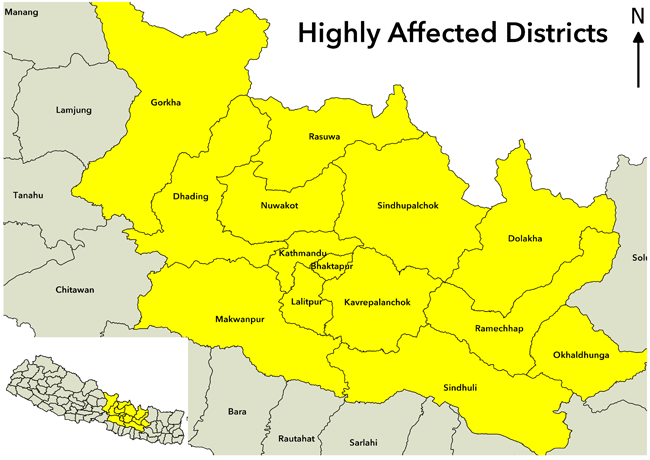 Manang
Highly Affected Districts
N
Gorkha
Lamjung
Rasuwa
Tanahu
Dhading
Nuwakot
Sindhupalchok
Dolakha
Kathmandu
Solu
Bhaktapur
Chitawan
Lalitpur
Kavrepalanchok
Makwanpur
Ramechhap
Okhaldhunga
Sindhuli
Bara
Rautahat
Sarlahi